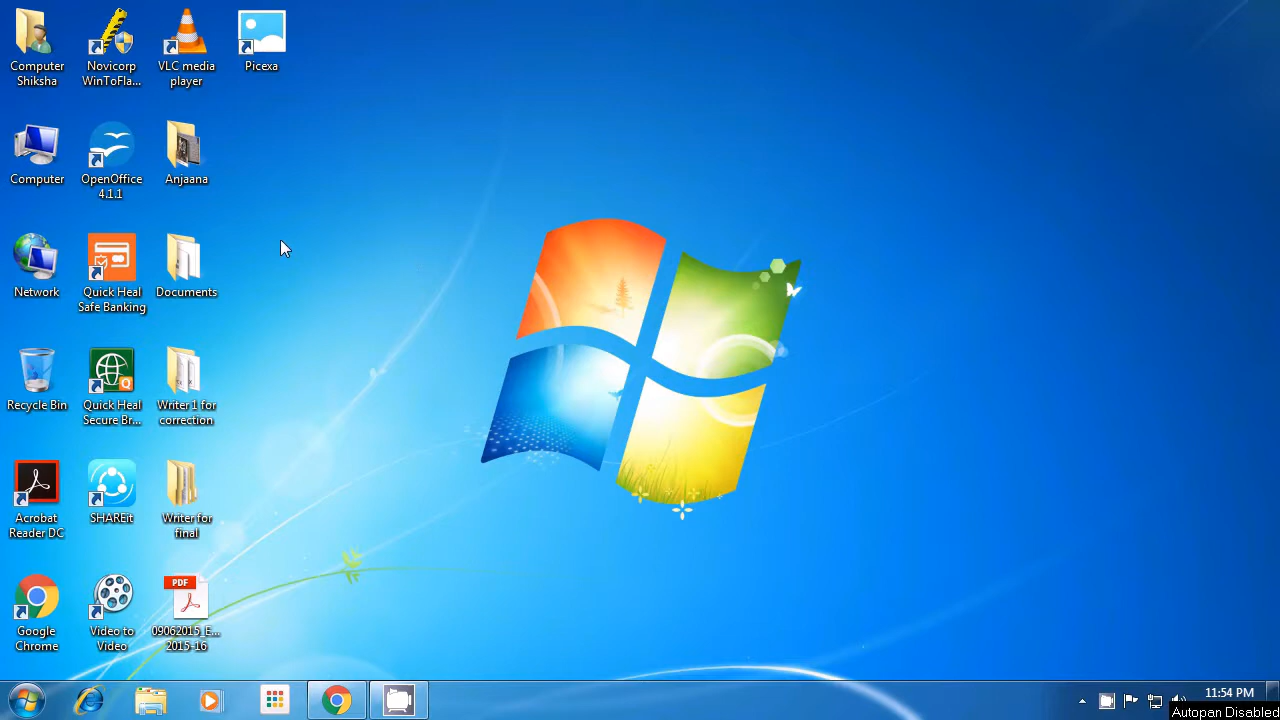 Computer
Shiksha
Novicorp
WinToFla...
VLC media
player
Picexa
Computer
OpenOffice
4.1.1
Anjaana
Network
Quick Heal
Safe Banking
Documents
Recycle Bin
Quick Heal
Secure Br...
Writer 1 for
correction
Acrobat
Reader DC
SHAREit
Writer for
final
Google
Chrome
Video to
Video
PDF
09062015_E...
2015-16
11:54 PM
Autopan Disabled